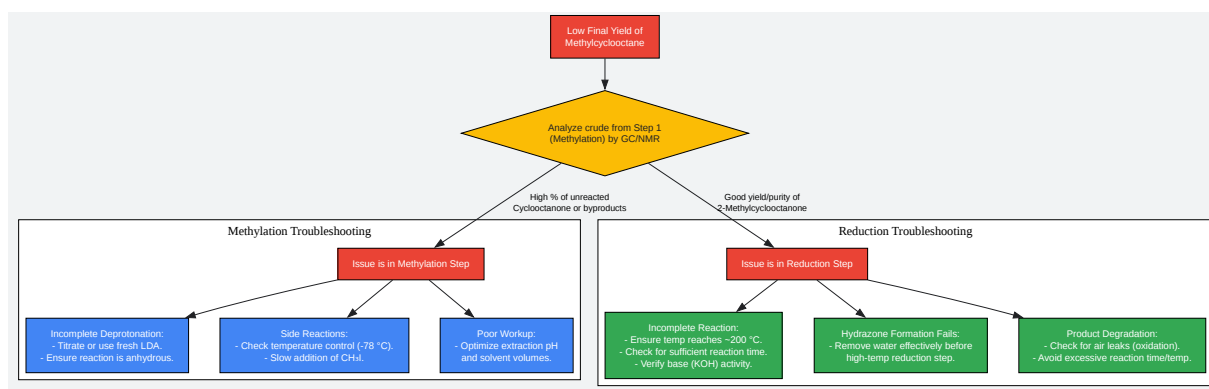 Low Final Yield of
Methylcyclooctane
Analyze crude from Step 1
(Methylation) by GC/NMR
High % of unreacted
Cyclooctanone or byproducts
Good yield/purity of
2-Methylcyclooctanone
Methylation Troubleshooting
Issue is in Methylation Step
Incomplete Deprotonation:
- Titrate or use fresh LDA.
- Ensure reaction is anhydrous.
Side Reactions:
- Check temperature control (-78 °C).
- Slow addition of CH₃I.
Poor Workup:
- Optimize extraction pH
and solvent volumes.
Reduction Troubleshooting
Issue is in Reduction Step
Incomplete Reaction:
- Ensure temp reaches ~200 °C.
- Check for sufficient reaction time.
- Verify base (KOH) activity.
Hydrazone Formation Fails:
- Remove water effectively before
high-temp reduction step.
Product Degradation:
- Check for air leaks (oxidation).
- Avoid excessive reaction time/temp.